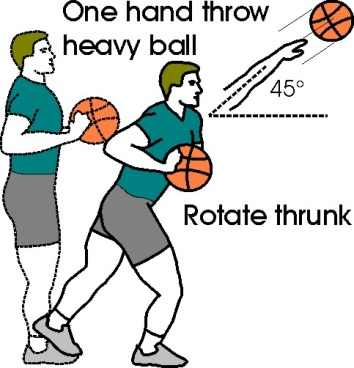 One hand throw
heavy ball
45°
Rotate thrunk